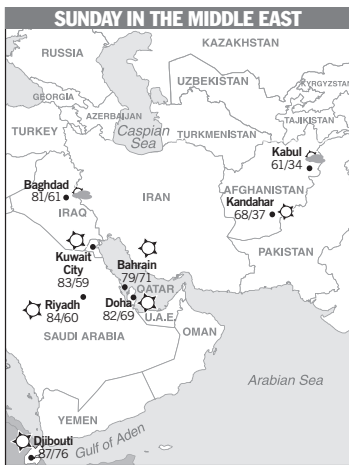 SUNDAY IN THE MIDDLE EAST
RUSSIA
KAZAKHSTAN
UZBEKISTAN
KYRGYZSTAN
GEORGIA
AZERBAIJAN
TAJIKISTAN
TURKEY
Caspian
Sea
TURKMENISTAN
Kabul
61/34
Baghdad
81/61
IRAQ
IRAN
AFGHANISTAN
Kandahar
68/37
Kuwait
City
83/59
PAKISTAN
Bahrain
79/71
QATAR
Riyadh
84/60
Doha
82/69
U.A.E.
SAUDI ARABIA
OMAN
Arabian Sea
YEMEN
Djibouti
87/76
Gulf of Aden